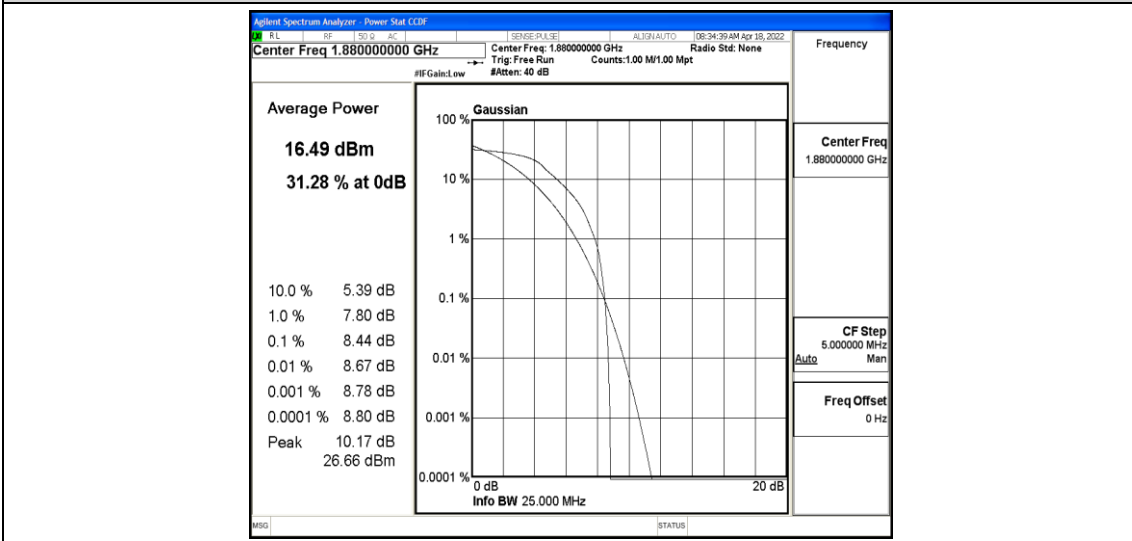 Agilent Spectrum Analyzer - Power Stat CCDF
LXI RL RF 50 Ω AC SENSE:PULSE ALIGNAUTO 08:34:39 AM Apr 18, 2022
Center Freq 1.880000000 GHz
Center Freq: 1.880000000 GHz Radio Std: None
Trig: Free Run Counts:1.00 M/1.00 Mpt
#IFGain:Low #Atten: 40 dB
Frequency
Average Power
16.49 dBm
31.28 % at 0dB
10.0 % 5.39 dB
1.0 % 7.80 dB
0.1 % 8.44 dB
0.01 % 8.67 dB
0.001 % 8.78 dB
0.0001 % 8.80 dB
Peak 10.17 dB
26.66 dBm
Gaussian
100 %
10 %
1 %
0.1 %
0.01 %
0.001 %
0.0001 %
0 dB 20 dB
Info BW 25.000 MHz
Center Freq
1.880000000 GHz
CF Step
5.000000 MHz
Auto Man
Freq Offset
0 Hz
MSG STATUS